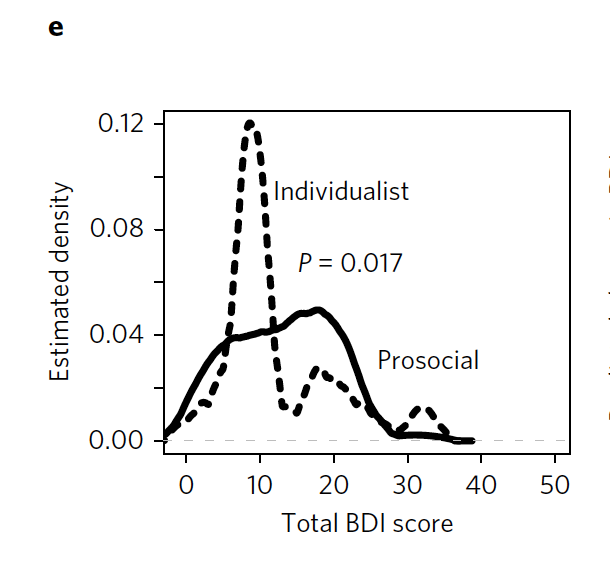 e
0.12
Individualist
0.08
P = 0.017
0.04
Prosocial
0.00
Estimated density
0 10 20 30 40 50
Total BDI score